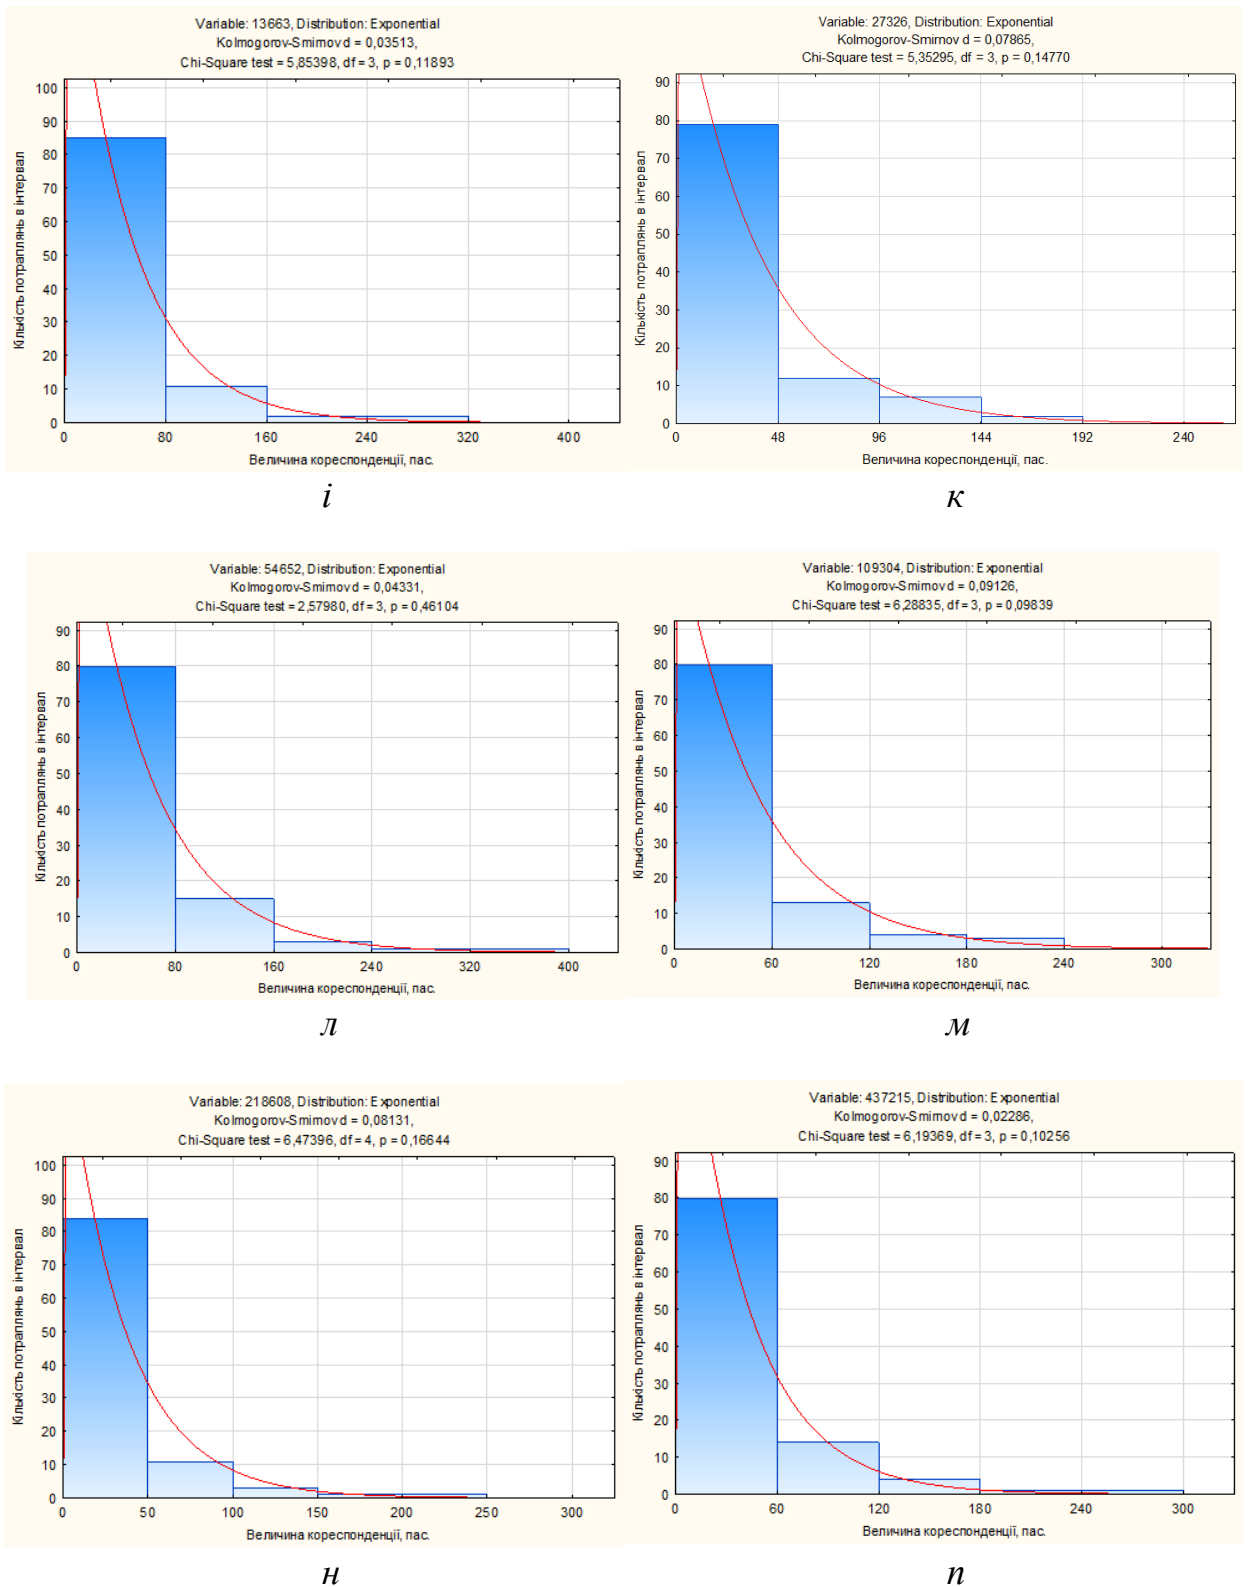 Variable: 13663, Distribution: Exponential
Kolmogorov-Smirnov d = 0,03513,
Chi-Square test = 5,85398, df = 3, p = 0,11893
100
90
80
70
60
50
40
30
20
10
0
Кількість потраплянь в інтервал
0 80 160 240 320 400
Величина кореспонденції, пас.
і
Variable: 27326, Distribution: Exponential
Kolmogorov-Smirnov d = 0,07865,
Chi-Square test = 5,35295, df = 3, p = 0,14770
90
80
70
60
50
40
30
20
10
0
Кількість потраплянь в інтервал
0 48 96 144 192 240
Величина кореспонденції, пас.
к
Variable: 54652, Distribution: Exponential
Kolmogorov-Smirnov d = 0,04331,
Chi-Square test = 2,57980, df = 3, p = 0,46104
90
80
70
60
50
40
30
20
10
0
Кількість потраплянь в інтервал
0 80 160 240 320 400
Величина кореспонденції, пас.
л
Variable: 109304, Distribution: Exponential
Kolmogorov-Smirnov d = 0,09126,
Chi-Square test = 6,28835, df = 3, p = 0,09839
90
80
70
60
50
40
30
20
10
0
Кількість потраплянь в інтервал
0 60 120 180 240 300
Величина кореспонденції, пас.
м
Variable: 218608, Distribution: Exponential
Kolmogorov-Smirnov d = 0,08131,
Chi-Square test = 6,47396, df = 4, p = 0,16644
100
90
80
70
60
50
40
30
20
10
0
Кількість потраплянь в інтервал
0 50 100 150 200 250 300
Величина кореспонденції, пас.
н
Variable: 437215, Distribution: Exponential
Kolmogorov-Smirnov d = 0,02286,
Chi-Square test = 6,19369, df = 3, p = 0,10256
90
80
70
60
50
40
30
20
10
0
Кількість потраплянь в інтервал
0 60 120 180 240 300
Величина кореспонденції, пас.
п